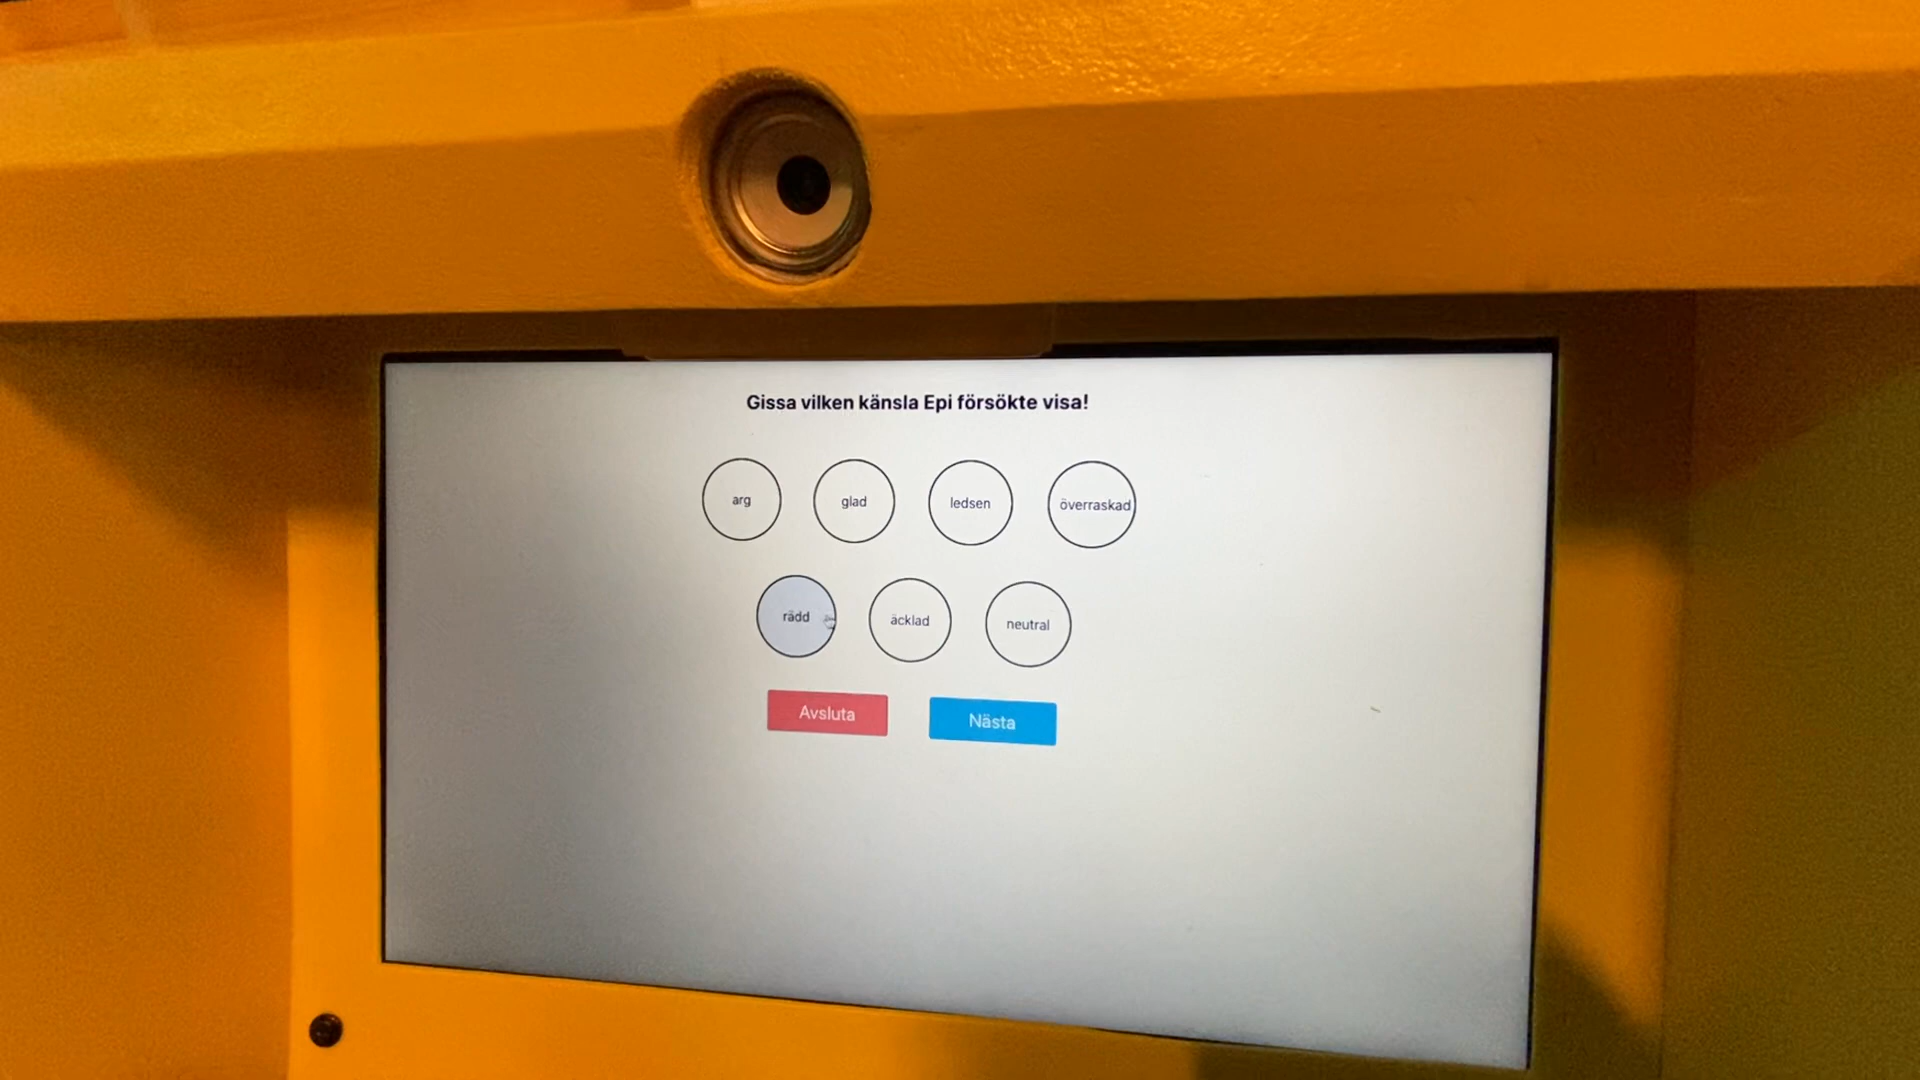 Gissa vilken känsla Epi försökte visa!
arg glad ledsen överraskad
rädd äcklad neutral
Avsluta Nästa